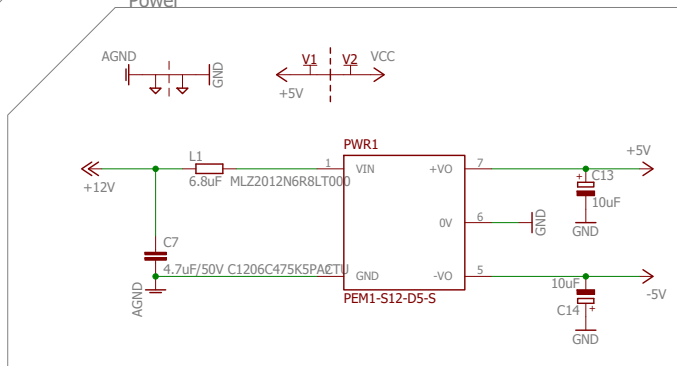 Power
AGND
GND
V1
V2
VCC
+5V
PWR1
L1
1
VIN
+VO
7
+5V
6.8uF
MLZ2012N6R8LT000
+12V
+
C13
10uF
0V
6
GND
GND
C7
4.7uF/50V C1206C475K5PACTU
GND
-VO
5
10uF
-5V
AGND
PEM1-S12-D5-S
C14
+
GND